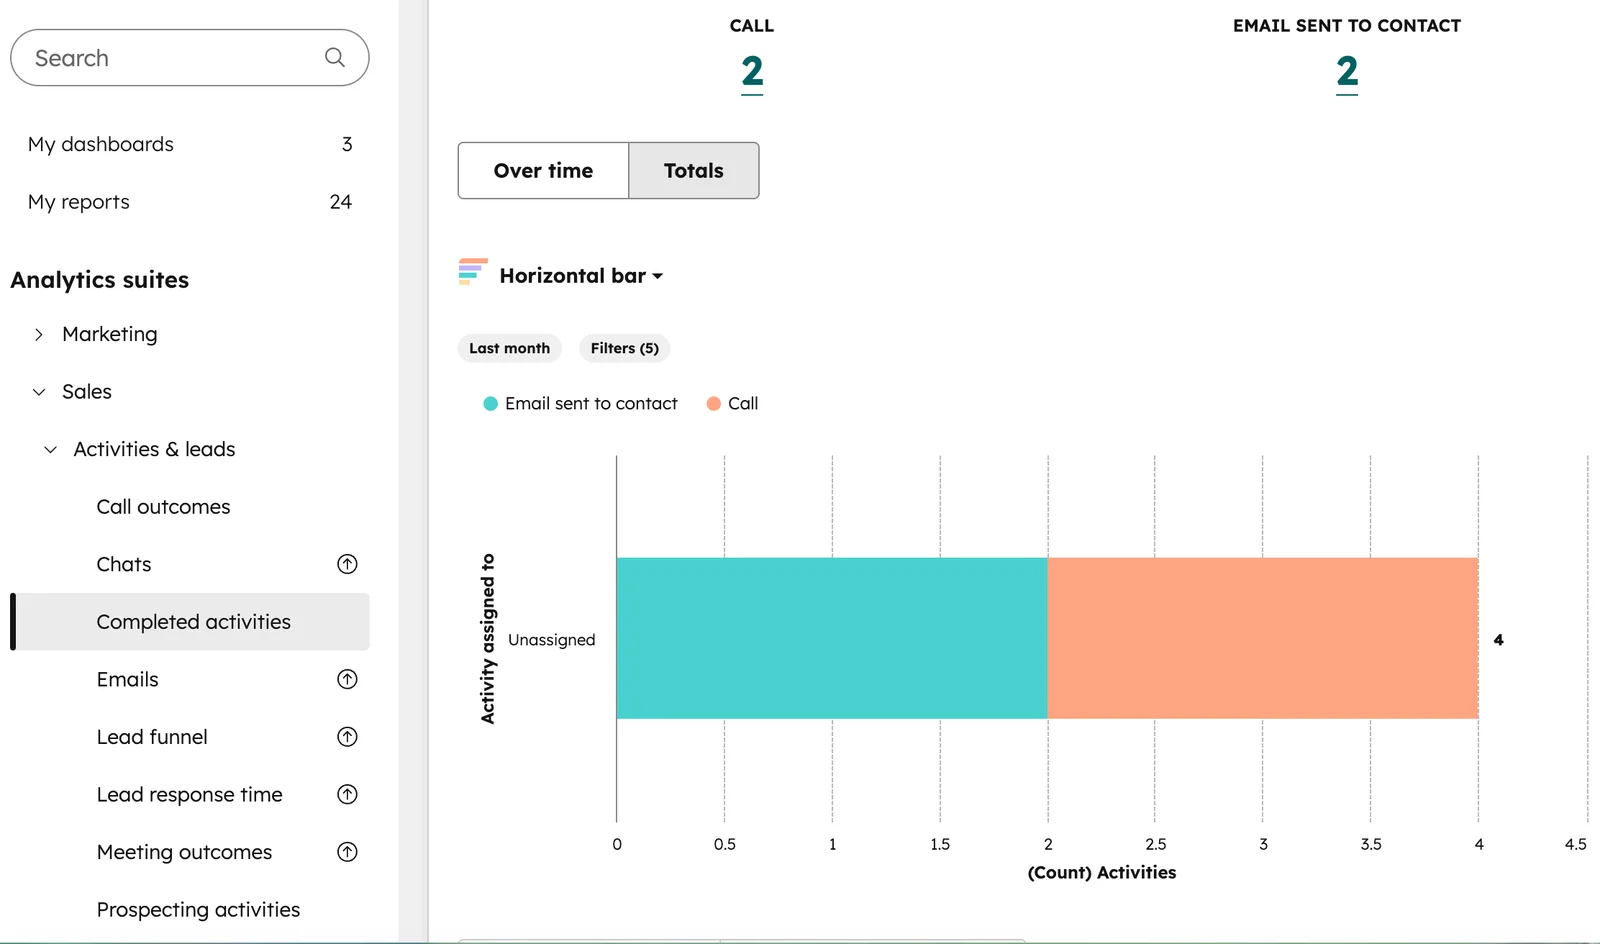 Search
My dashboards 3
My reports 24
Analytics suites
Marketing
Sales
Activities & leads
Call outcomes
Chats
Completed activities
Emails
Lead funnel
Lead response time
Meeting outcomes
Prospecting activities
CALL
2
EMAIL SENT TO CONTACT
2
Over time Totals
Horizontal bar
Last month Filters (5)
Email sent to contact Call
Activity assigned to
Unassigned
4
0 0.5 1 1.5 2 2.5 3 3.5 4 4.5
(Count) Activities